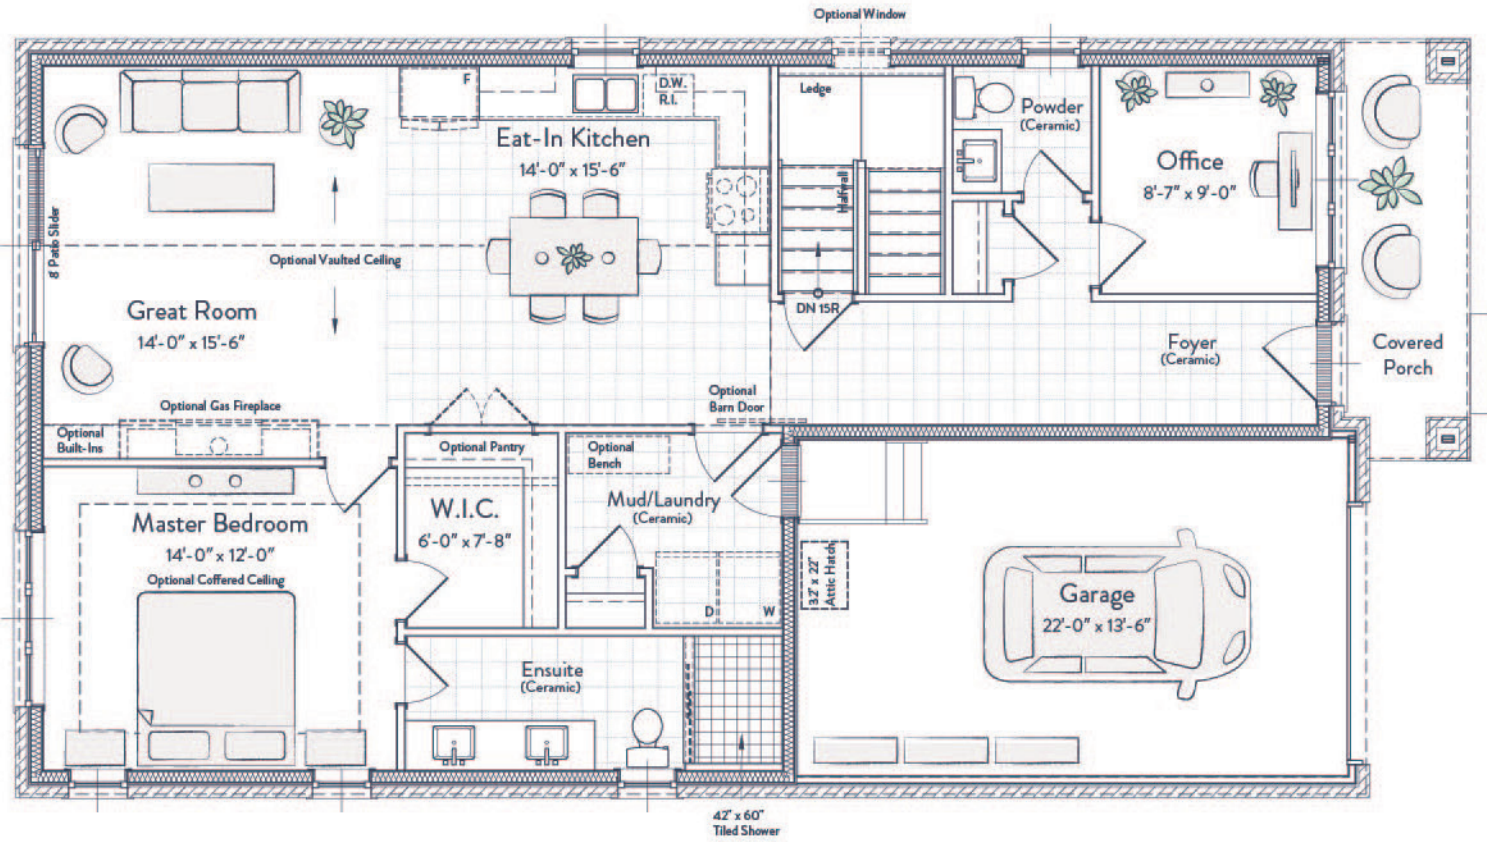 Optional Window
F
D.W.
R.I.
Ledge
Powder
(Ceramic)
Eat-In Kitchen
14'-0" x 15'-6"
Office
8'-7" x 9'-0"
Halfwall
8' Patio Slider
Optional Vaulted Ceiling
Great Room
14'-0" x 15'-6"
DN 15R
Foyer
(Ceramic)
Covered
Porch
Optional Gas Fireplace
Optional
Barn Door
Optional
Built-Ins
Optional Pantry
Optional
Bench
Master Bedroom
14'-0" x 12'-0"
Optional Coffered Ceiling
W.I.C.
6'-0" x 7'-8"
Mud/Laundry
(Ceramic)
32" x 22"
Attic Hatch
D
W
Garage
22'-0" x 13'-6"
Ensuite
(Ceramic)
42" x 60"
Tiled Shower